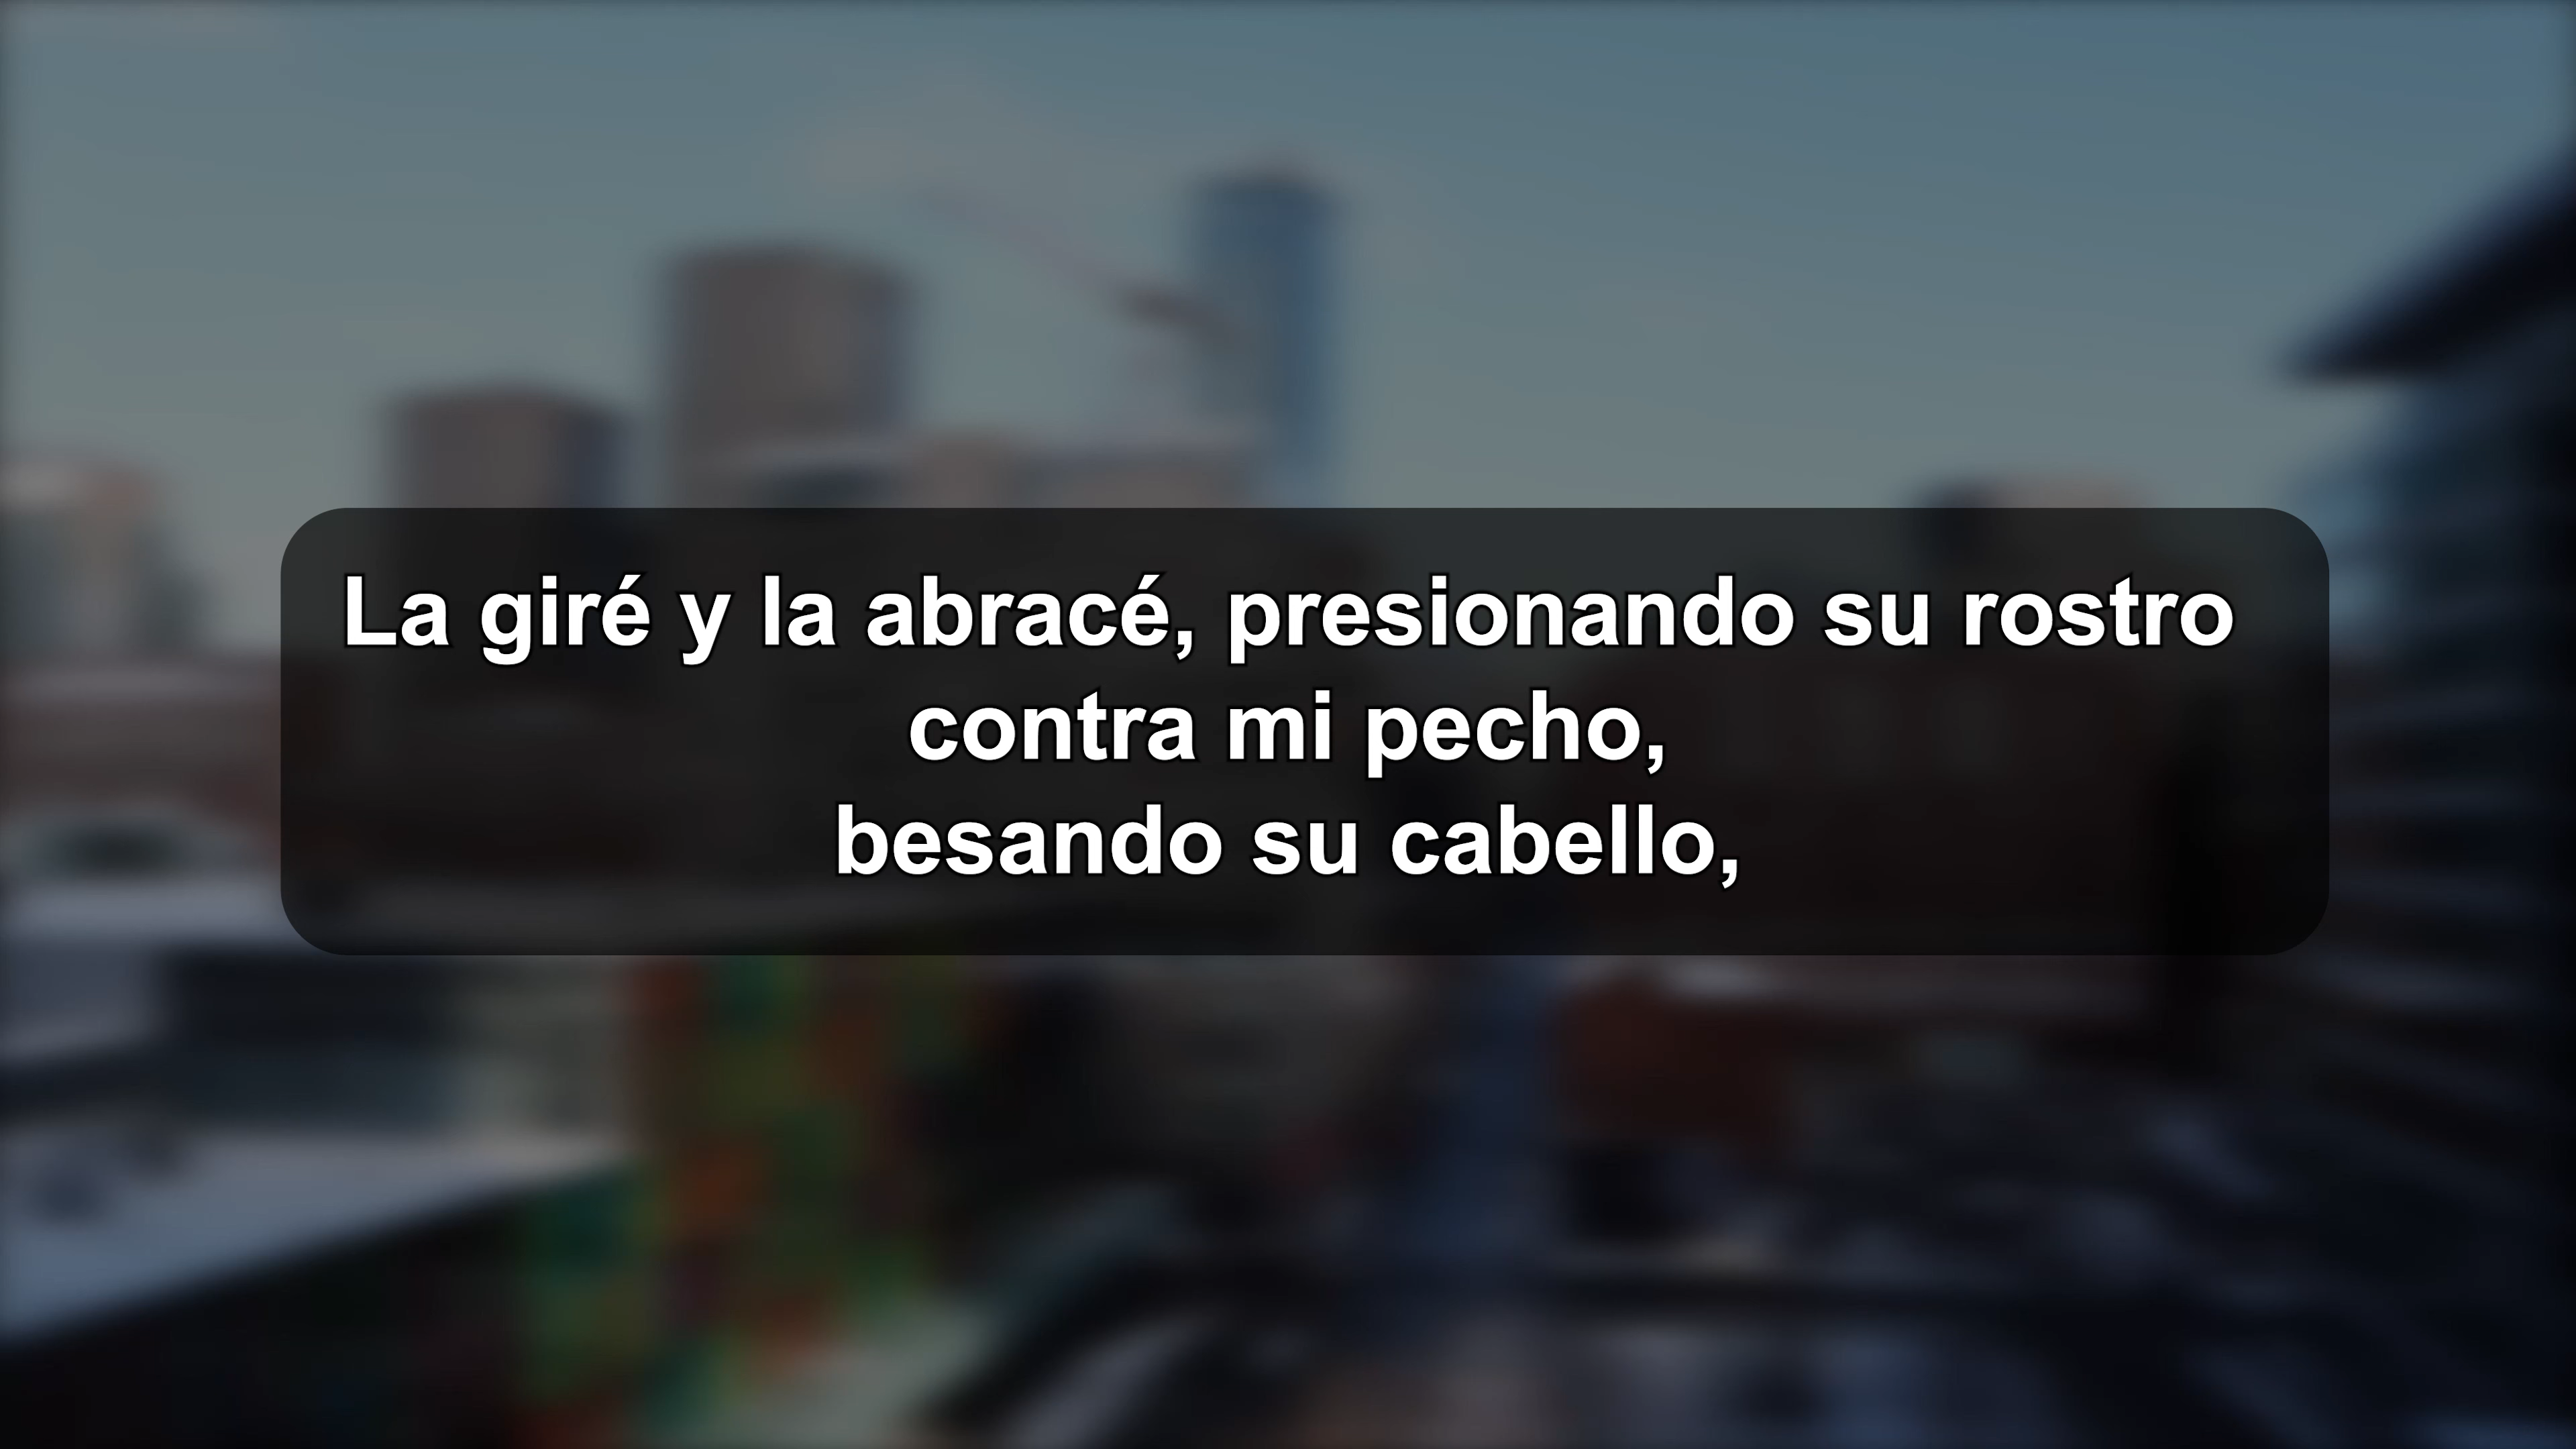 La giré y la abracé, presionando su rostro
contra mi pecho,
besando su cabello,